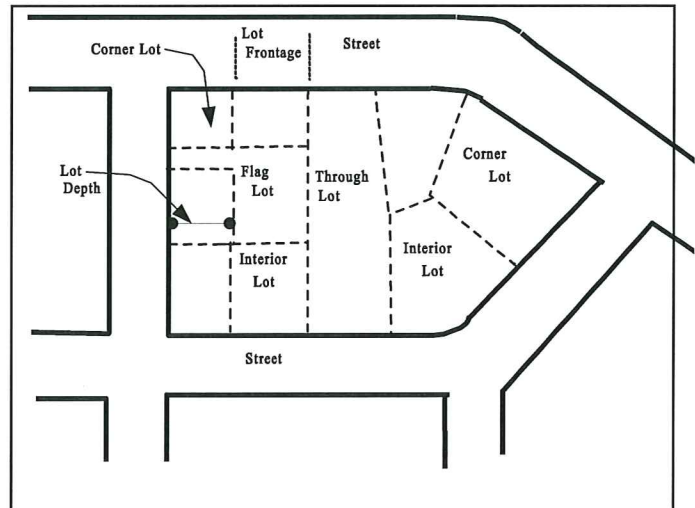 Lot
Frontage
Street
Corner Lot
Corner
Lot
Lot
Depth
Flag
Lot
Through
Lot
Interior
Lot
Interior
Lot
Street